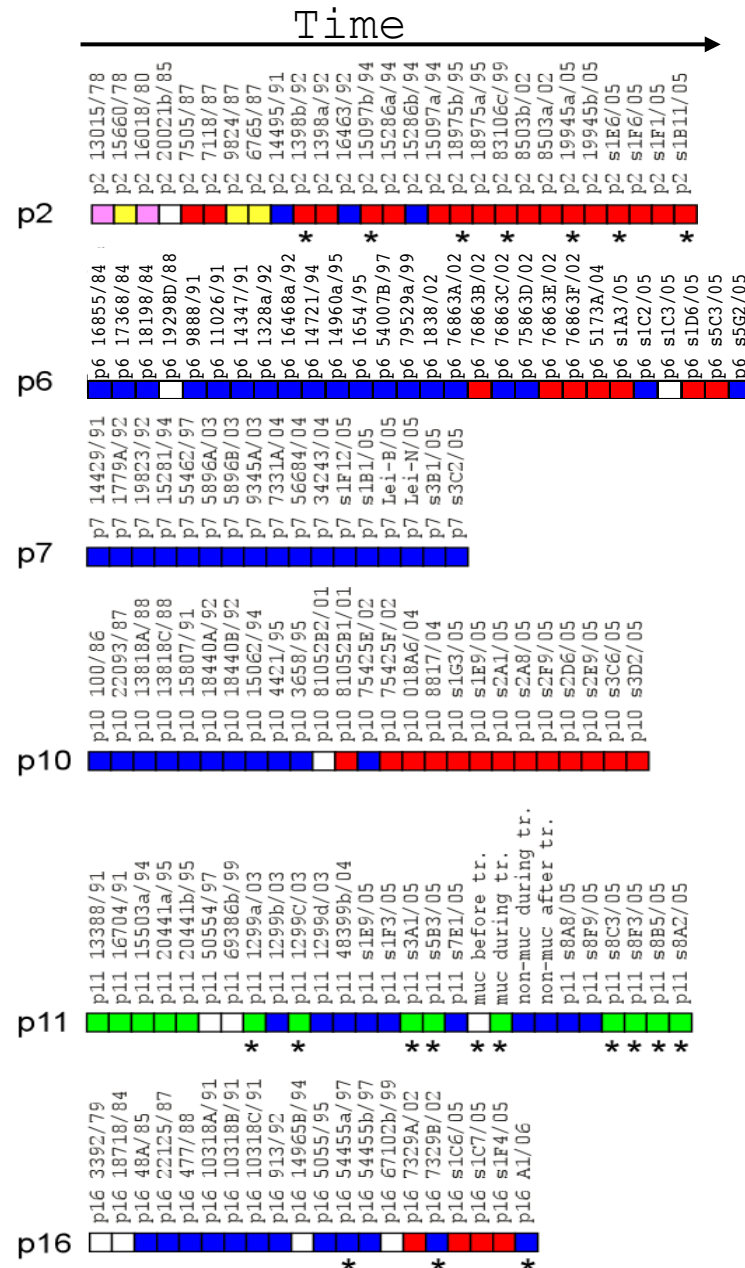 Time
p2 13015/78
p2 15660/78
p2 16018/80
p2 20021b/85
p2 7505/87
p2 7118/87
p2 9824/87
p2 6765/87
p2 14495/91
p2 1398b/92
p2 1398a/92
p2 16463/92
p2 15097b/94
p2 15286a/94
p2 15286b/94
p2 15097a/94
p2 18975b/95
p2 18975a/95
p2 83106c/99
p2 8503b/02
p2 8503a/02
p2 19945a/05
p2 19945b/05
p2 s1E6/05
p2 s1F6/05
p2 s1F1/05
p2 s1B11/05
p2
* * * * * * *
p6 16855/84
p6 17368/84
p6 18198/84
p6 19298D/88
p6 9888/91
p6 11026/91
p6 14347/91
p6 1328a/92
p6 16468a/92
p6 14721/94
p6 14960a/95
p6 1654/95
p6 54007B/97
p6 79529a/99
p6 1838/02
p6 76863A/02
p6 76863B/02
p6 76863C/02
p6 75863D/02
p6 76863E/02
p6 76863F/02
p6 5173A/04
p6 s1A3/05
p6 s1C2/05
p6 s1C3/05
p6 s1D6/05
p6 s5C3/05
p6 s5G2/05
p6
p7 14429/91
p7 1779A/92
p7 19823/92
p7 15281/94
p7 55462/97
p7 5896A/03
p7 5896B/03
p7 9345A/03
p7 7331A/04
p7 56684/04
p7 34243/04
p7 s1F12/05
p7 s1B1/05
p7 Lei-B/05
p7 Lei-N/05
p7 s3B1/05
p7 s3C2/05
p7
p10 100/86
p10 22093/87
p10 13818A/88
p10 13818C/88
p10 15807/91
p10 18440A/92
p10 18440B/92
p10 15062/94
p10 4421/95
p10 3658/95
p10 81052B2/01
p10 81052B1/01
p10 75425E/02
p10 75425F/02
p10 018A6/04
p10 8817/04
p10 s1G3/05
p10 s1E9/05
p10 s2A1/05
p10 s2A8/05
p10 s2F9/05
p10 s2D6/05
p10 s2E9/05
p10 s3C6/05
p10 s3D2/05
p10
p11 13388/91
p11 16704/91
p11 15503a/94
p11 20441a/95
p11 20441b/95
p11 50554/97
p11 69386b/99
p11 1299a/03
p11 1299b/03
p11 1299C/03
p11 1299d/03
p11 48399b/04
p11 s1E9/05
p11 s1F3/05
p11 s3A1/05
p11 s5B3/05
p11 s7E1/05
muc before tr.
muc during tr.
non-muc during tr.
non-muc after tr.
p11 s8A8/05
p11 s8F9/05
p11 s8C3/05
p11 s8F3/05
p11 s8B5/05
p11 s8A2/05
p11
* * * * * * * * * *
p16 3392/79
p16 18718/84
p16 48A/85
p16 22125/87
p16 477/88
p16 10318A/91
p16 10318B/91
p16 10318C/91
p16 913/92
p16 14965B/94
p16 5055/95
p16 54455a/97
p16 54455b/97
p16 67102b/99
p16 7329A/02
p16 7329B/02
p16 s1C6/05
p16 s1C7/05
p16 s1F4/05
p16 A1/06
p16
* * *